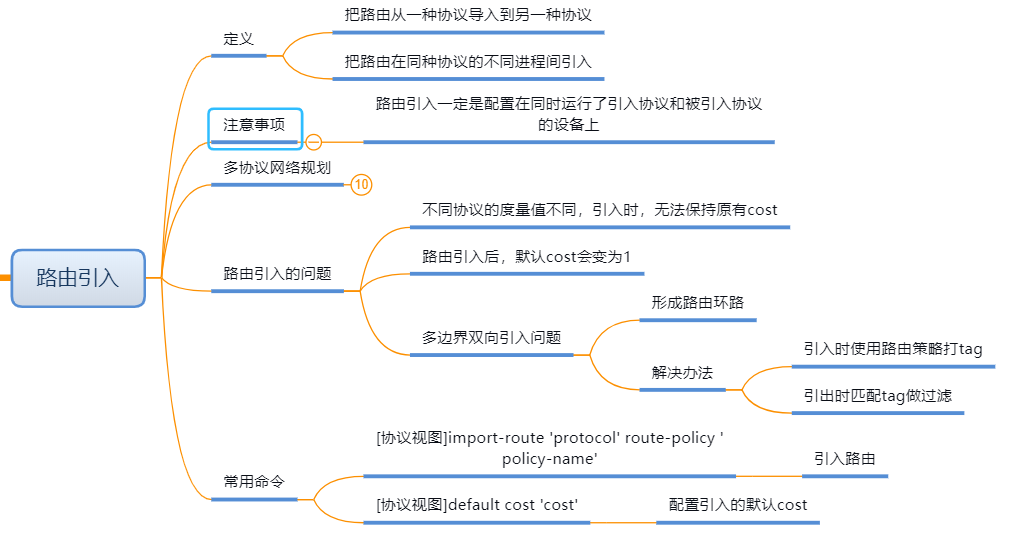 路由引入
定义
把路由从一种协议导入到另一种协议
把路由在同种协议的不同进程间引入
注意事项
路由引入一定是配置在同时运行了引入协议和被引入协议
的设备上
多协议网络规划
10
路由引入的问题
不同协议的度量值不同，引入时，无法保持原有cost
路由引入后，默认cost会变为1
多边界双向引入问题
形成路由环路
解决办法
引入时使用路由策略打tag
引出时匹配tag做过滤
常用命令
[协议视图]import-route 'protocol' route-policy '
policy-name'
引入路由
[协议视图]default cost 'cost'
配置引入的默认cost